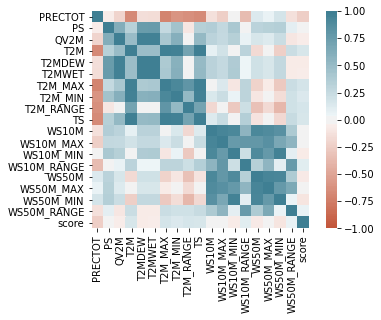 PRECTOT
PS
QV2M
T2M
T2MDEW
T2MWET
T2M_MAX
T2M_MIN
T2M_RANGE
TS
WS10M
WS10M_MAX
WS10M_MIN
WS10M_RANGE
WS50M
WS50M_MAX
WS50M_MIN
WS50M_RANGE
score
PRECTOT
PS
QV2M
T2M
T2MDEW
T2MWET
T2M_MAX
T2M_MIN
T2M_RANGE
TS
WS10M
WS10M_MAX
WS10M_MIN
WS10M_RANGE
WS50M
WS50M_MAX
WS50M_MIN
WS50M_RANGE
score
1.00
0.75
0.50
0.25
0.00
−0.25
−0.50
−0.75
−1.00